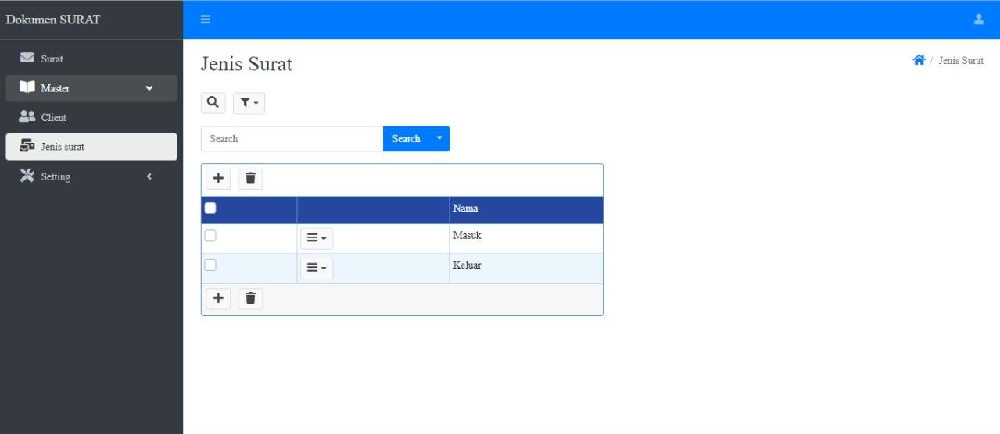 Dokumen SURAT
Surat
Master
Client
Jenis surat
Setting
Jenis Surat
/ Jenis Surat
Search
Search
Nama
Masuk
Keluar